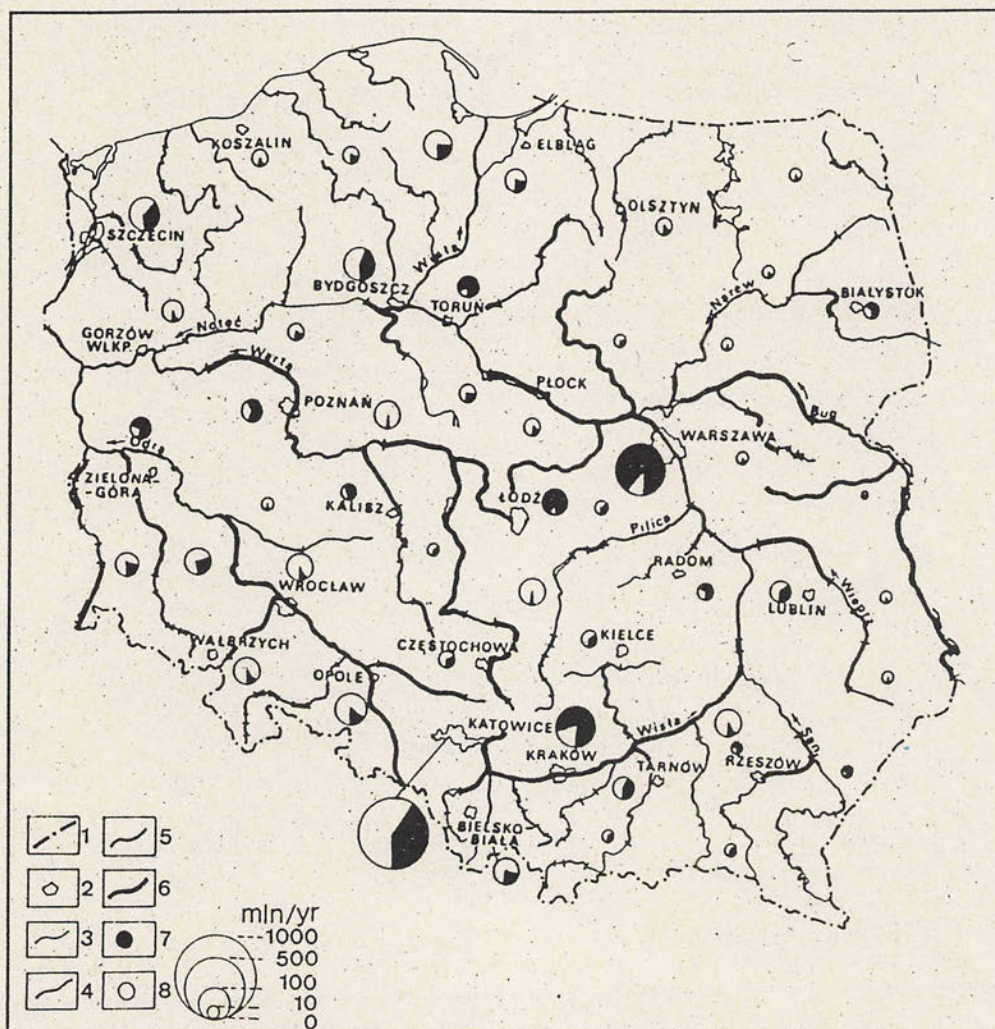 KOSZALIN
ELBLĄG
OLSZTYN
SZCZECIN
Wisła
BYDGOSZCZ
TORUŃ
Narew
BIAŁYSTOK
GORZÓW
WLKP.
Noteć
Warta
POZNAŃ
PŁOCK
Bug
WARSZAWA
Odra
ZIELONA-
-GÓRA
KALISZ
ŁÓDŹ
Pilica
RADOM
WROCŁAW
LUBLIN
Wieprz
WAŁBRZYCH
CZĘSTOCHOWA
KIELCE
OPOLE
KATOWICE
Wisła
KRAKÓW
TARNÓW
RZESZÓW
San
BIELSKO
BIAŁA
1 5
2 6
3 7
4 8
mln/yr
1000
500
100
10
0